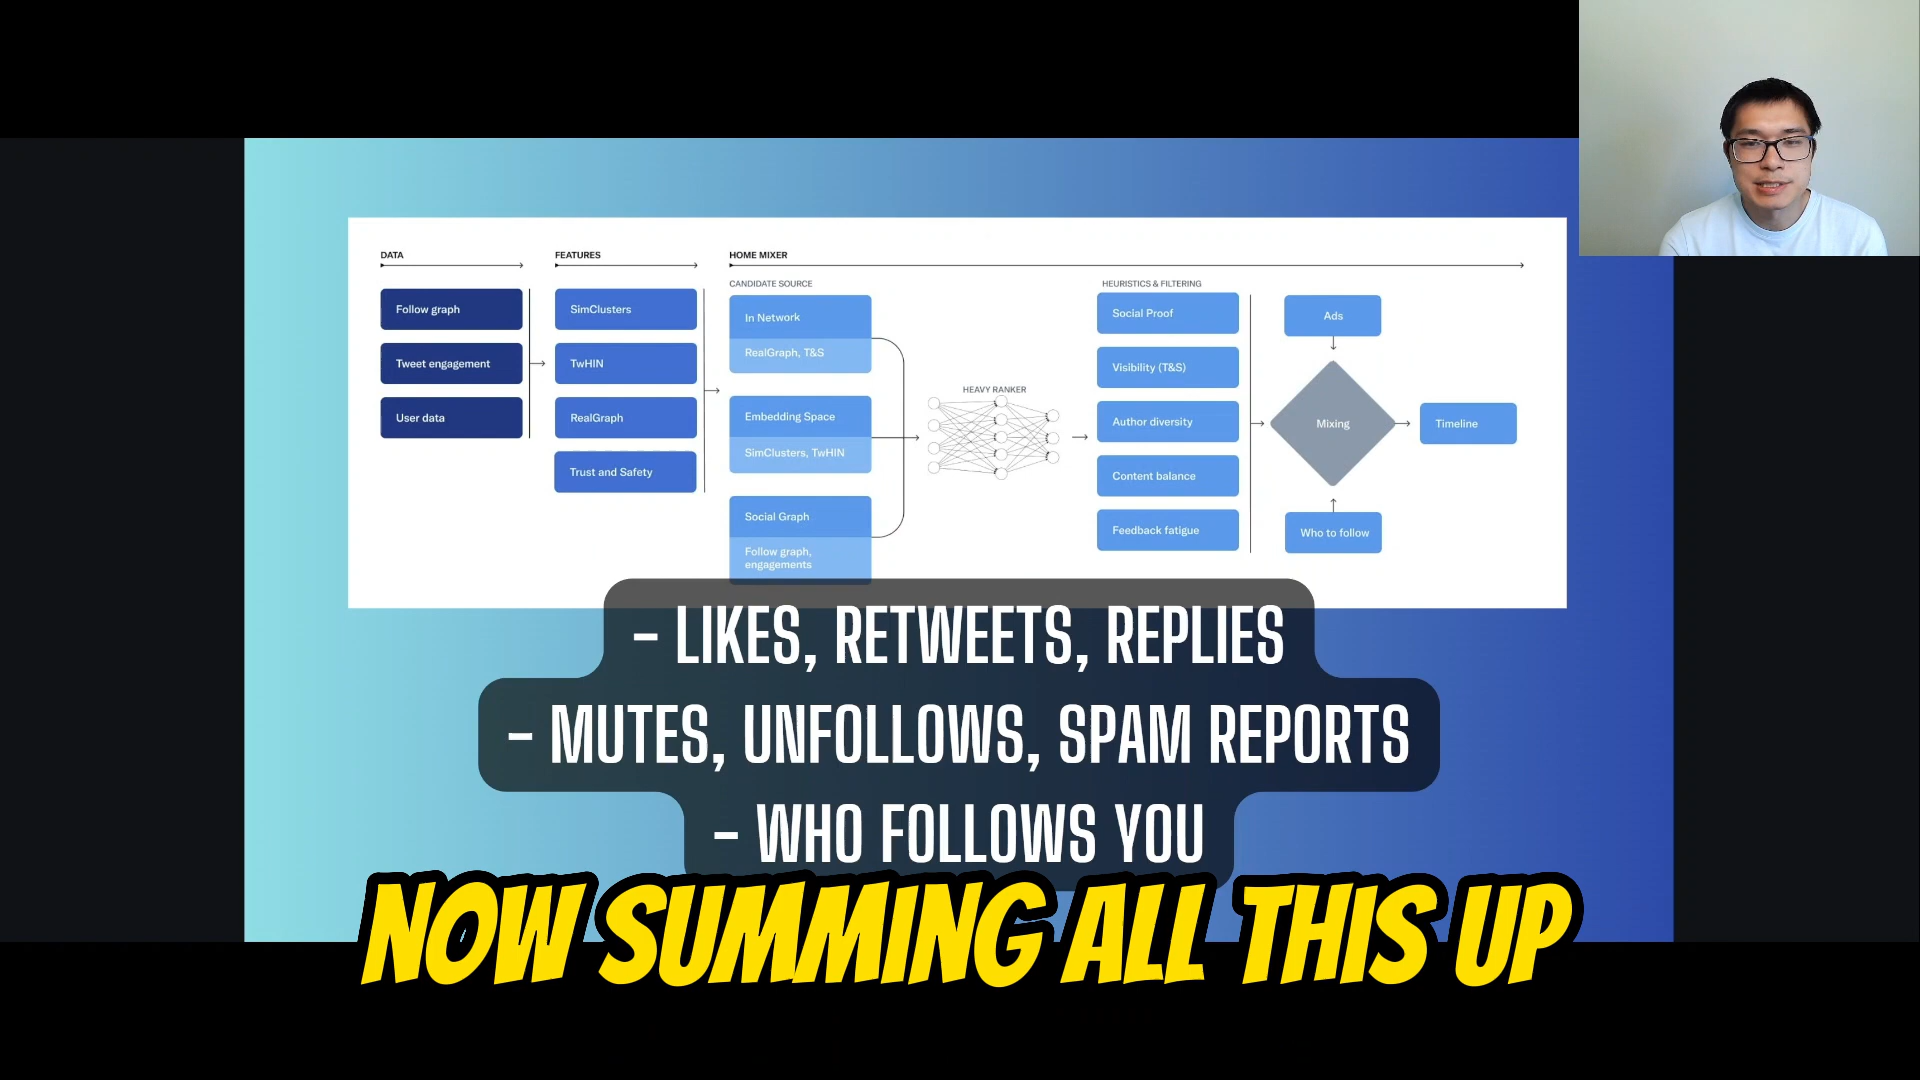 DATA
FEATURES
HOME MIXER
CANDIDATE SOURCE
HEURISTICS & FILTERING
Follow graph
Tweet engagement
User data
SimClusters
TwHIN
RealGraph
Trust and Safety
In Network
RealGraph, T&S
Embedding Space
SimClusters, TwHIN
Social Graph
Follow graph,
engagements
HEAVY RANKER
Social Proof
Visibility (T&S)
Author diversity
Content balance
Feedback fatigue
Ads
Mixing
Who to follow
Timeline
- LIKES, RETWEETS, REPLIES
- MUTES, UNFOLLOWS, SPAM REPORTS
- WHO FOLLOWS YOU
NOW SUMMING ALL THIS UP